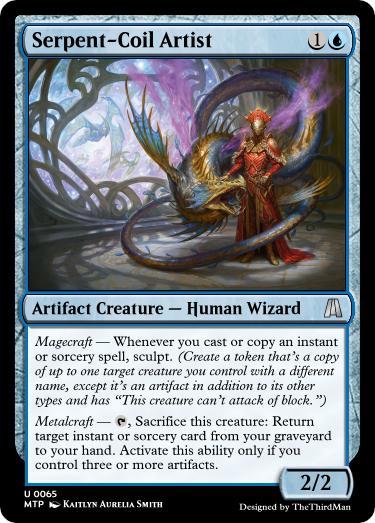 Serpent-Coil Artist 1
Artifact Creature — Human Wizard
Magecraft — Whenever you cast or copy an instant
or sorcery spell, sculpt. (Create a token that's a copy
of up to one target creature you control with a different
name, except it's an artifact in addition to its other
types and has “This creature can't attack of block.”)
Metalcraft — , Sacrifice this creature: Return
target instant or sorcery card from your graveyard
to your hand. Activate this ability only if you
control three or more artifacts.
2/2
U 0065
MTP Kaitlyn Aurelia Smith
Designed by TheThirdMan